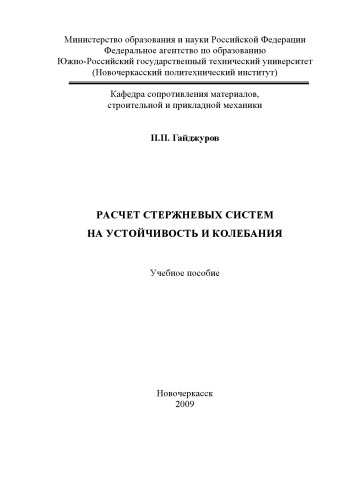 Министерство образования и науки Российской Федерации
Федеральное агентство по образованию
Южно-Российский государственный технический университет
(Новочеркасский политехнический институт)
Кафедра сопротивления материалов,
строительной и прикладной механики
П.П. Гайджуров
РАСЧЕТ СТЕРЖНЕВЫХ СИСТЕМ
НА УСТОЙЧИВОСТЬ И КОЛЕБАНИЯ
Учебное пособие
Новочеркасск
2009